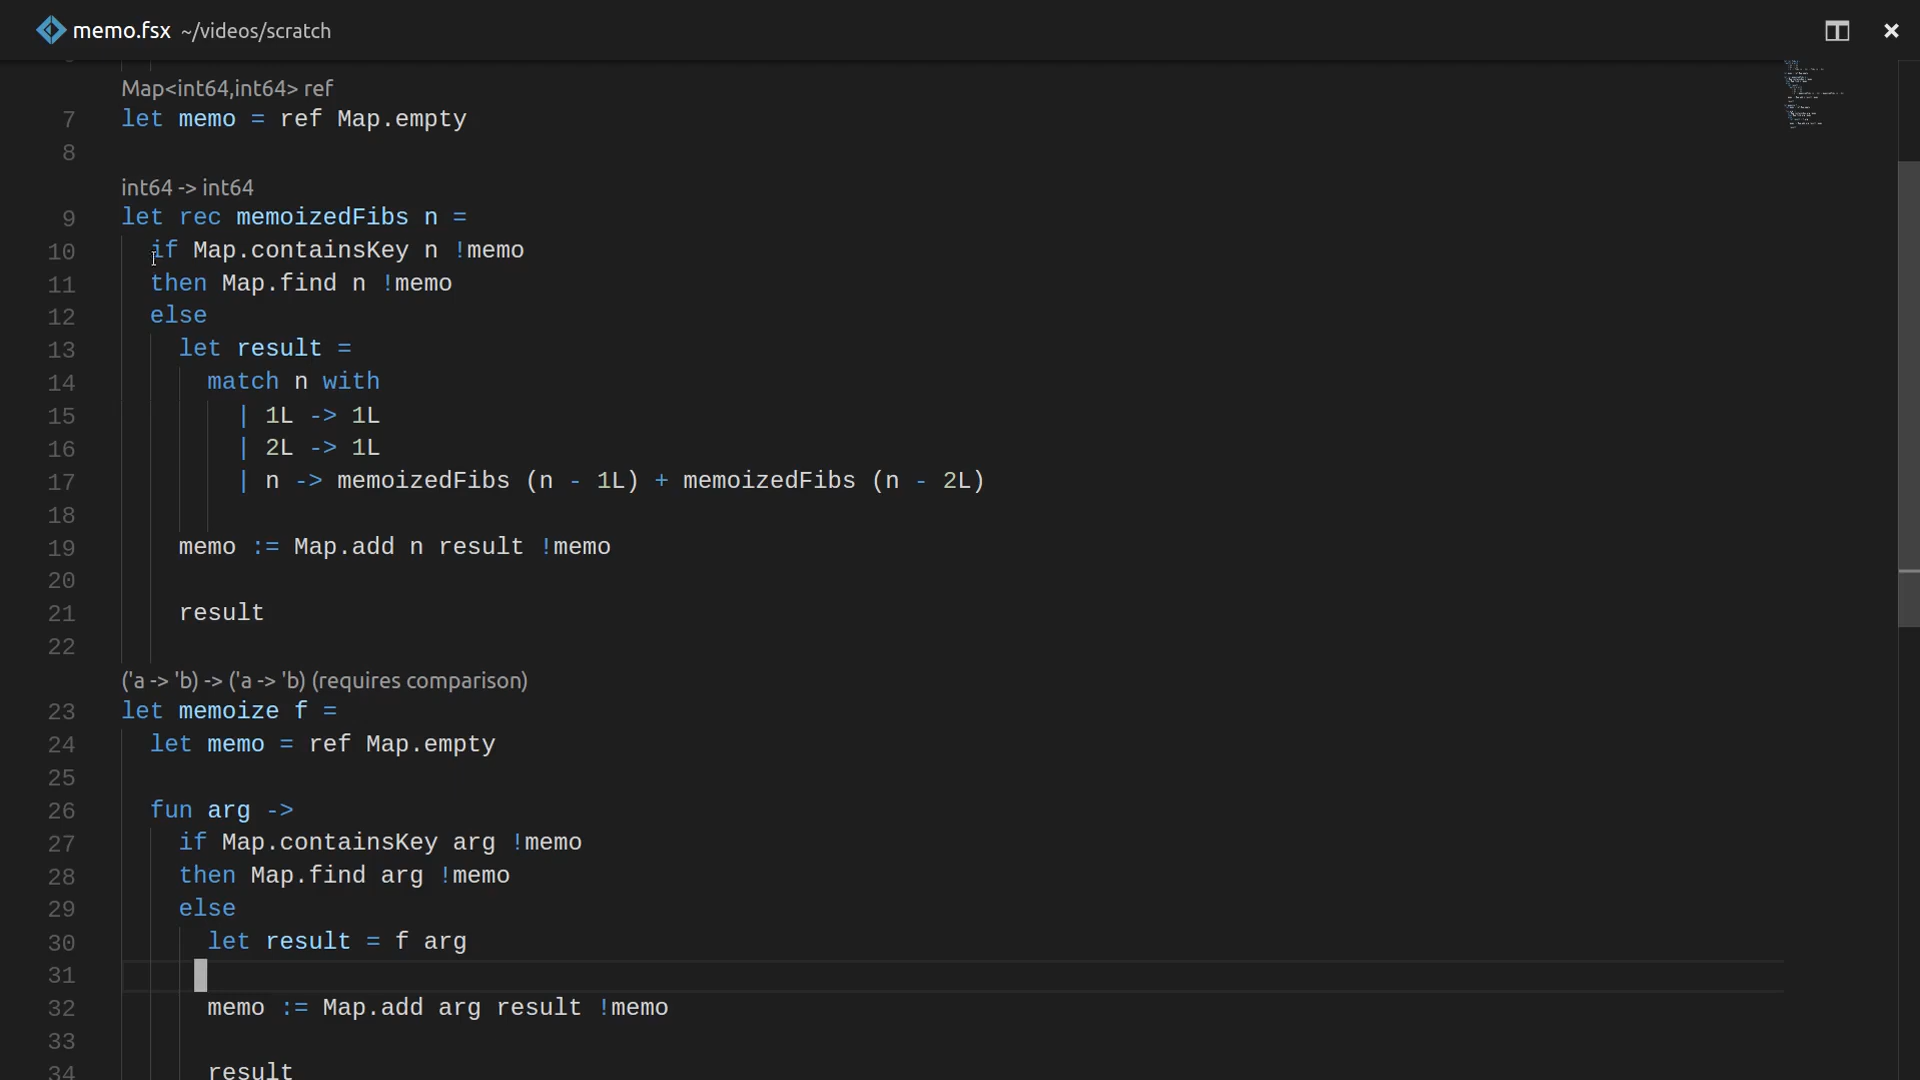 memo.fsx ~/videos/scratch
Map<int64,int64> ref
7 let memo = ref Map.empty
8
int64 -> int64
9 let rec memoizedFibs n =
10 if Map.containsKey n !memo
11 then Map.find n !memo
12 else
13 let result =
14 match n with
15 | 1L -> 1L
16 | 2L -> 1L
17 | n -> memoizedFibs (n - 1L) + memoizedFibs (n - 2L)
18
19 memo := Map.add n result !memo
20
21 result
22
('a -> 'b) -> ('a -> 'b) (requires comparison)
23 let memoize f =
24 let memo = ref Map.empty
25
26 fun arg ->
27 if Map.containsKey arg !memo
28 then Map.find arg !memo
29 else
30 let result = f arg
31
32 memo := Map.add arg result !memo
33
34 result